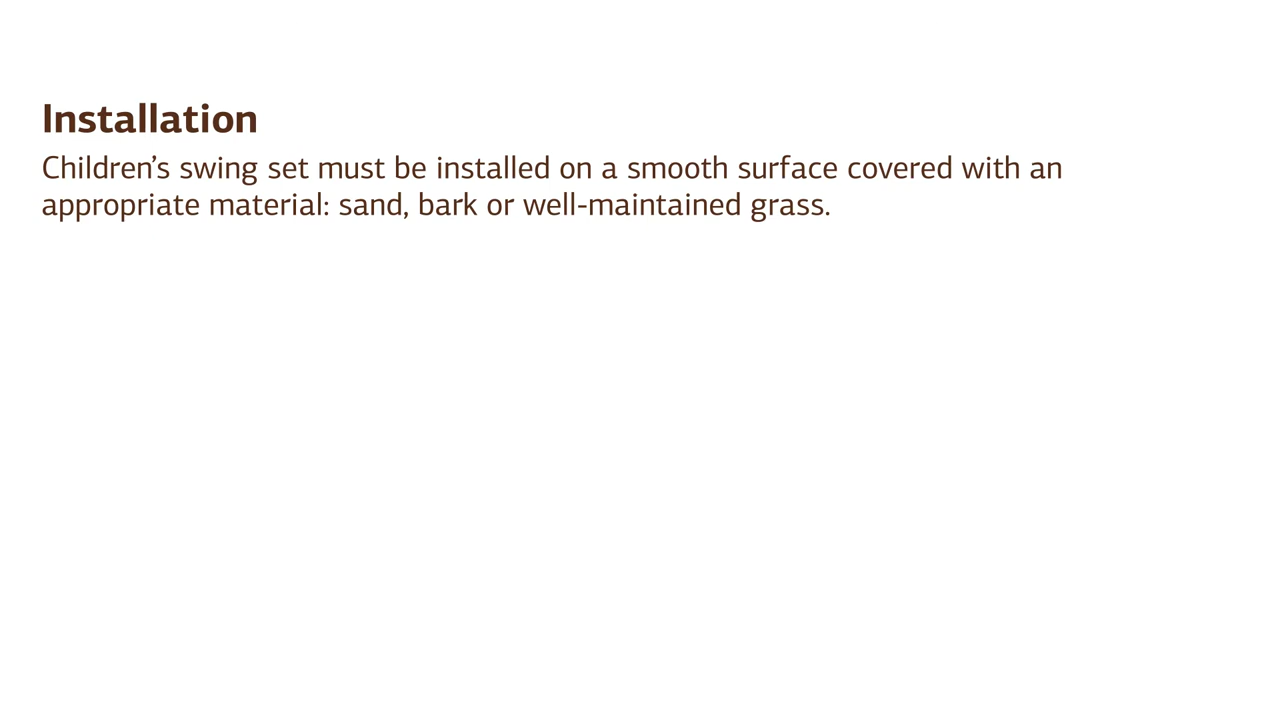 Installation
Children’s swing set must be installed on a smooth surface covered with an
appropriate material: sand, bark or well-maintained grass.